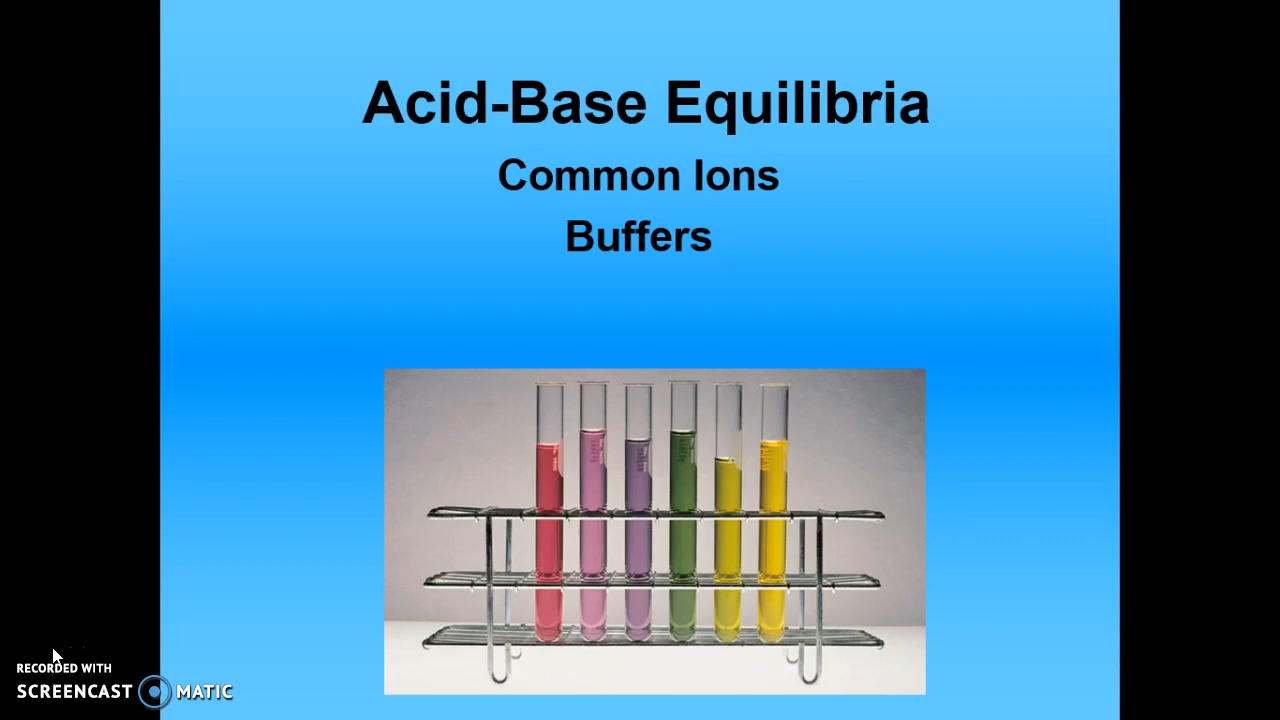 Acid-Base Equilibria
Common Ions
Buffers
RECORDED WITH
SCREENCAST MATIC